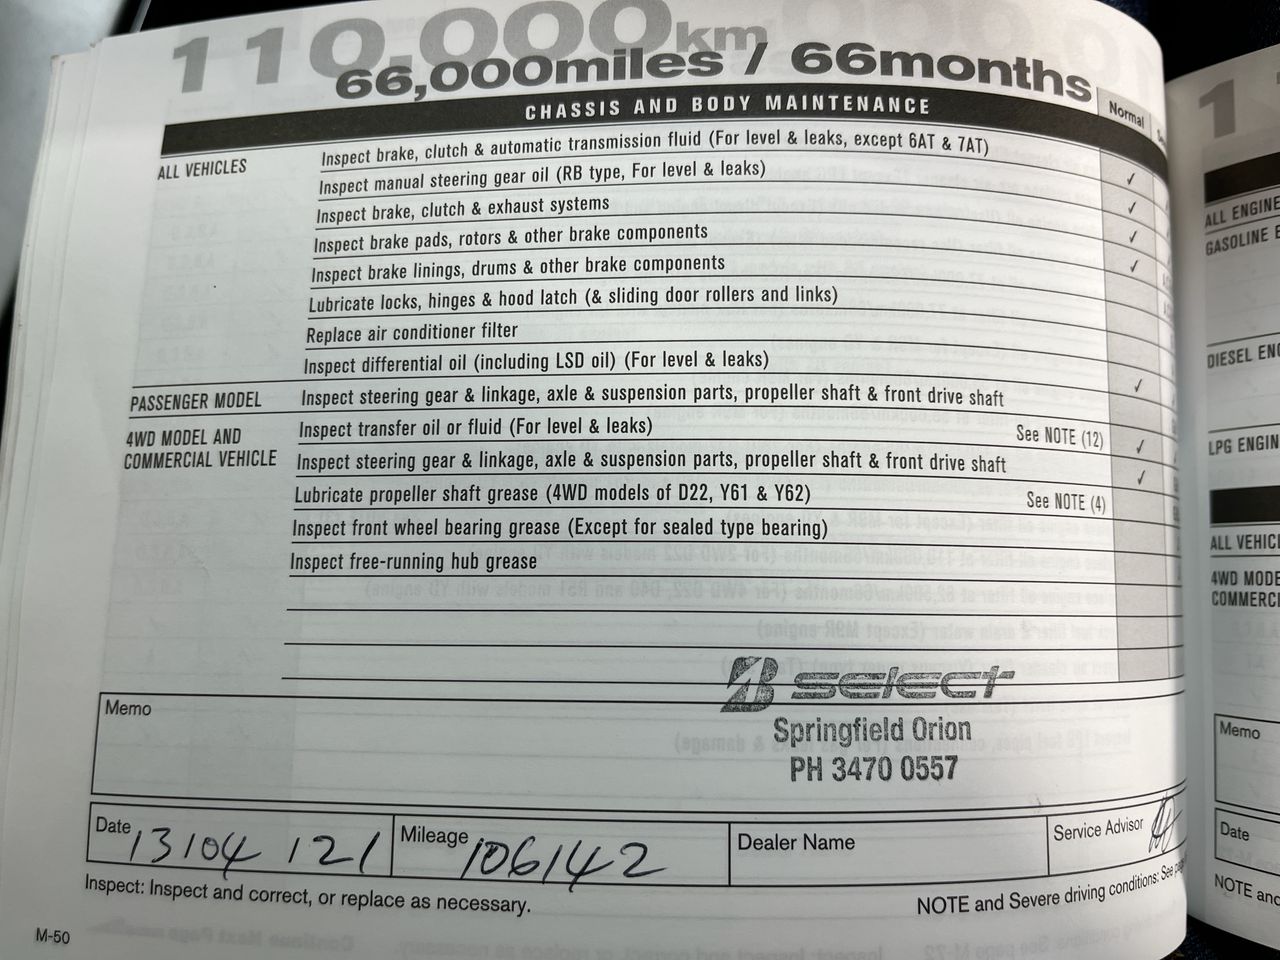 110,000km
66,000miles / 66months
CHASSIS AND BODY MAINTENANCE
Normal
ALL VEHICLES
Inspect brake, clutch & automatic transmission fluid (For level & leaks, except 6AT & 7AT)
Inspect manual steering gear oil (RB type, For level & leaks) ✓
Inspect brake, clutch & exhaust systems ✓
Inspect brake pads, rotors & other brake components ✓
Inspect brake linings, drums & other brake components ✓
Lubricate locks, hinges & hood latch (& sliding door rollers and links)
Replace air conditioner filter
Inspect differential oil (including LSD oil) (For level & leaks)
PASSENGER MODEL
Inspect steering gear & linkage, axle & suspension parts, propeller shaft & front drive shaft ✓
4WD MODEL AND
COMMERCIAL VEHICLE
Inspect transfer oil or fluid (For level & leaks) See NOTE (12) ✓
Inspect steering gear & linkage, axle & suspension parts, propeller shaft & front drive shaft ✓
Lubricate propeller shaft grease (4WD models of D22, Y61 & Y62) See NOTE (4)
Inspect front wheel bearing grease (Except for sealed type bearing)
Inspect free-running hub grease
B select
Springfield Orion
PH 3470 0557
Memo
Date 13/04/21
Mileage 106142
Dealer Name
Service Advisor
Inspect: Inspect and correct, or replace as necessary.
NOTE and Severe driving conditions: See
M-50
1
ALL ENGINE
GASOLINE E
DIESEL ENG
LPG ENGIN
ALL VEHICL
4WD MODE
COMMERC
Memo
Date
NOTE and